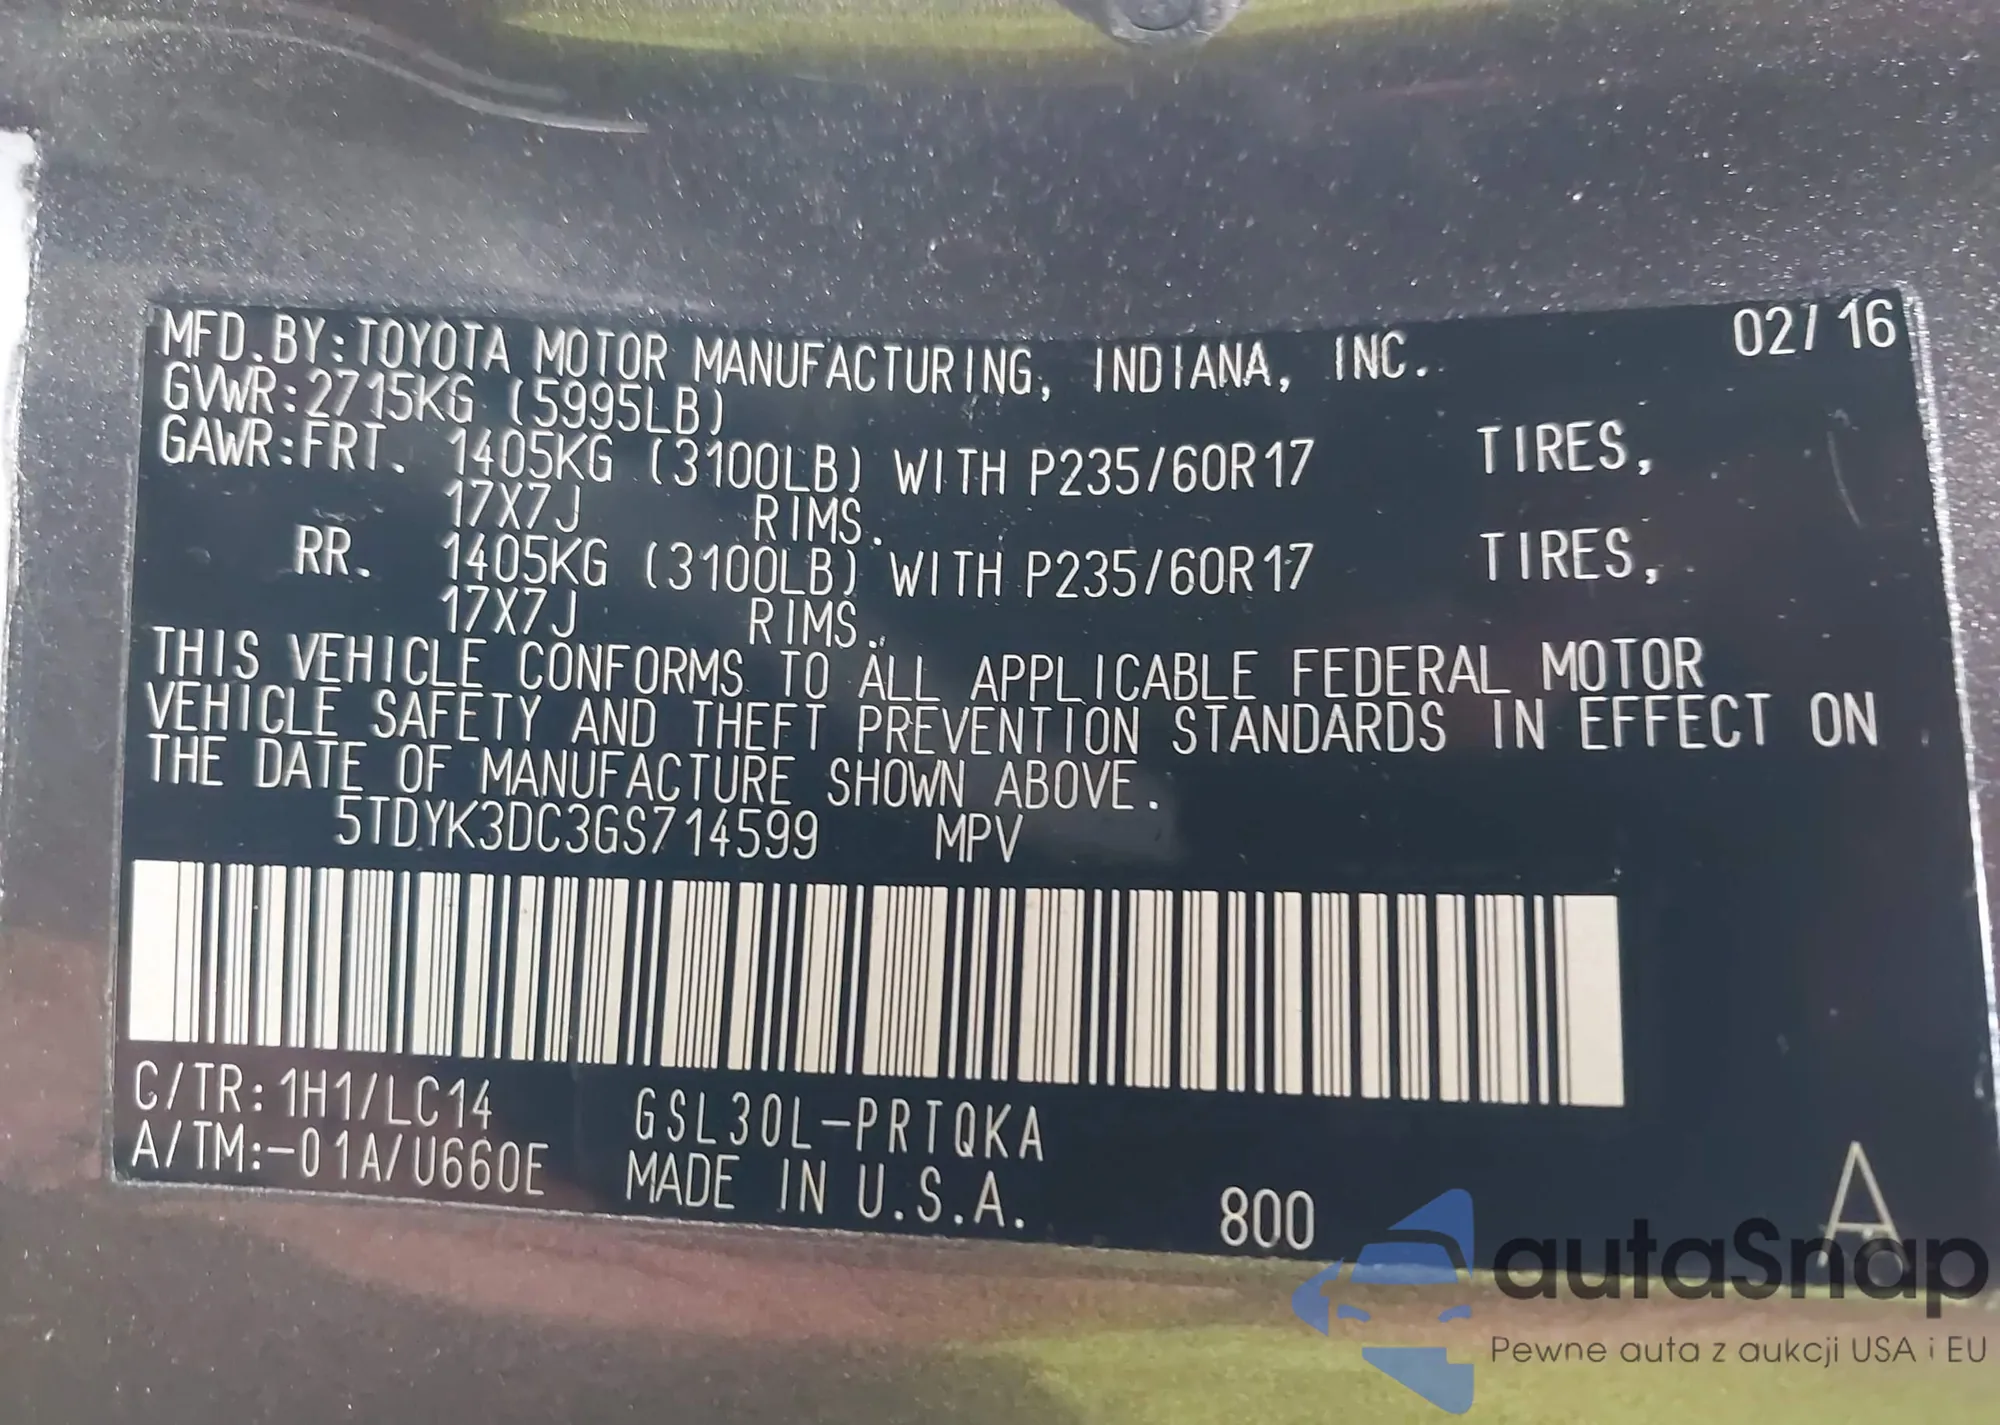 MFD.BY:TOYOTA MOTOR MANUFACTURING, INDIANA, INC. 02/16
GVWR:2715KG (5995LB)
GAWR:FRT. 1405KG (3100LB) WITH P235/60R17 TIRES,
17X7J RIMS.
RR. 1405KG (3100LB) WITH P235/60R17 TIRES,
17X7J RIMS.
THIS VEHICLE CONFORMS TO ALL APPLICABLE FEDERAL MOTOR
VEHICLE SAFETY AND THEFT PREVENTION STANDARDS IN EFFECT ON
THE DATE OF MANUFACTURE SHOWN ABOVE.
5TDYK3DC3GS714599 MPV
C/TR:1H1/LC14 GSL30L-PRTQKA
A/TM:-01A/U660E MADE IN U.S.A. 800 A
autaSnap
Pewne auta z aukcji USA i EU